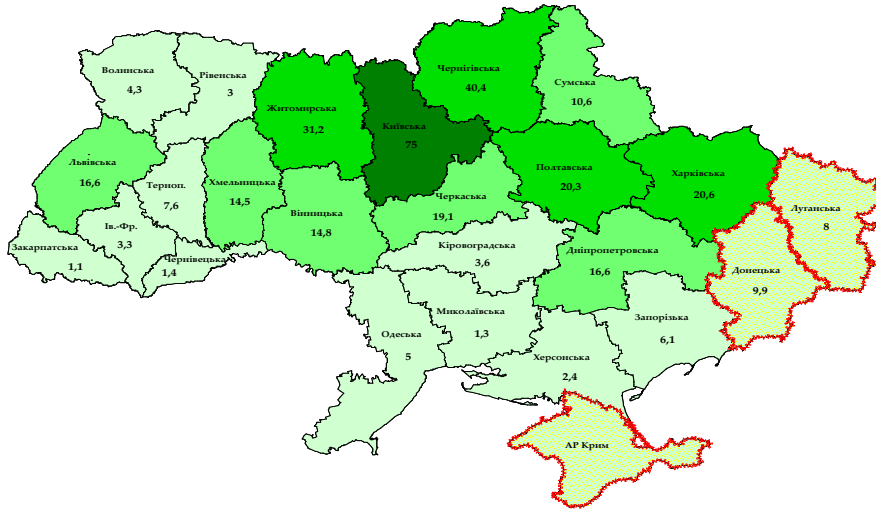 Волинська
4,3
Рівенська
3
Житомирська
31,2
Київська
75
Чернігівська
40,4
Сумська
10,6
Львівська
16,6
Терноп.
7,6
Хмельницька
14,5
Вінницька
14,8
Черкаська
19,1
Полтавська
20,3
Харківська
20,6
Луганська
8
Закарпатська
1,1
Ів.-Фр.
3,3
Чернівецька
1,4
Кіровоградська
3,6
Дніпропетровська
16,6
Донецька
9,9
Одеська
5
Миколаївська
1,3
Херсонська
2,4
Запорізька
6,1
АР Крим